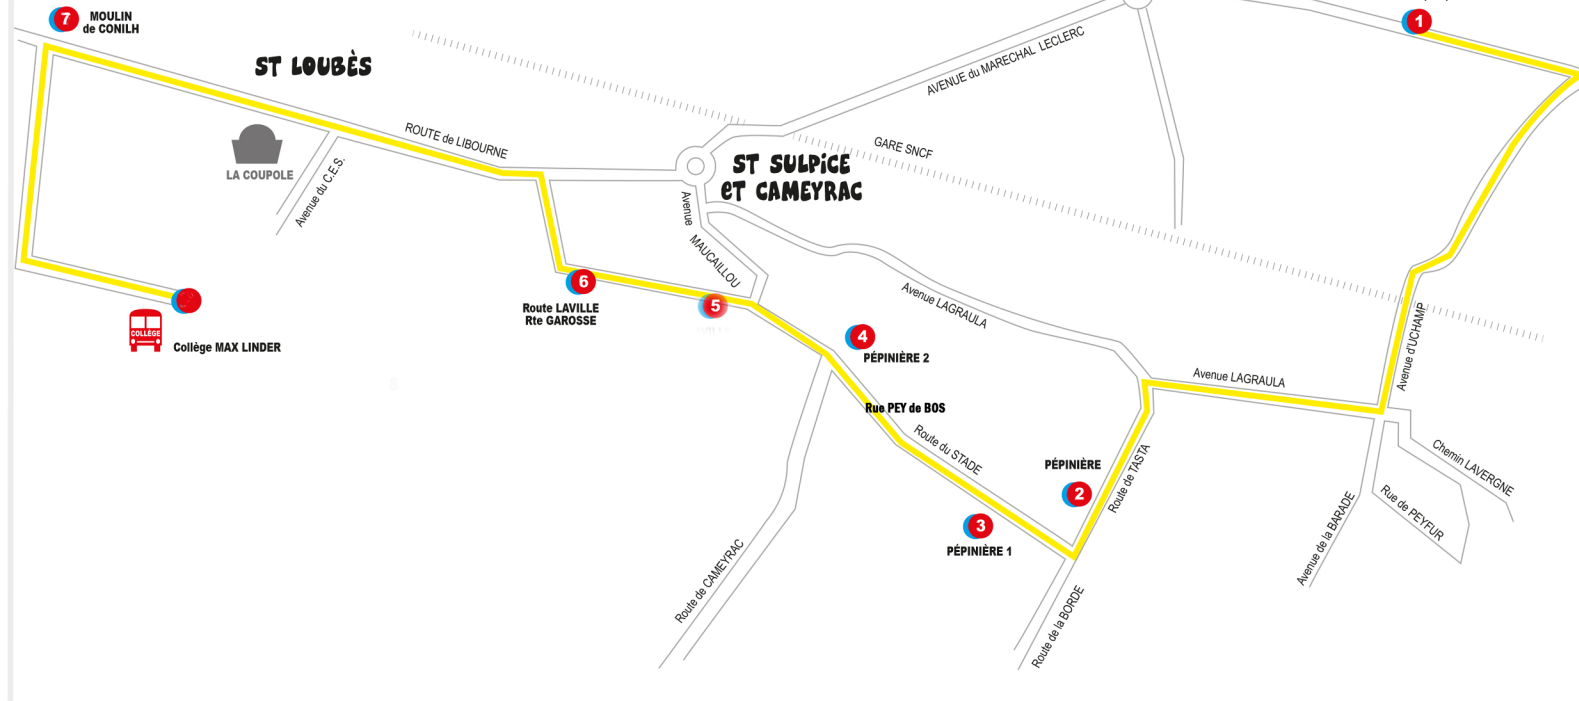 7
MOULIN
de CONILH
1
ST LOUBÈS
AVENUE du MARECHAL LECLERC
ROUTE de LIBOURNE
GARE SNCF
LA COUPOLE
Avenue du C.E.S.
ST SULPiCE
eT CAMEYRAC
Avenue
MAUCAILLOU
6
Route LAVILLE
Rte GAROSSE
5
COLLÈGE
Collège MAX LINDER
Avenue LAGRAULA
4
PÉPINIÈRE 2
Avenue LAGRAULA
Avenue d'UCHAMP
Rue PEY de BOS
Route du STADE
PÉPINIÈRE
2
Route de TASTA
Chemin LAVERGNE
Rue de PEYFUR
Avenue de la BARADE
3
PÉPINIÈRE 1
Route de CAMEYRAC
Route de la BORDE